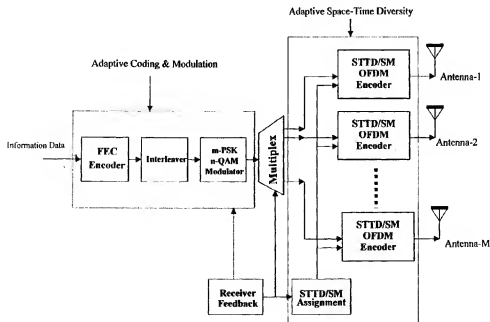 Adaptive Space-Time Diversity
Adaptive Coding & Modulation
STTD/SM
OFDM
Encoder
Antenna-1
Information Data
FEC
Encoder
Interleaver
m-PSK
n-QAM
Modulator
Multiplex
STTD/SM
OFDM
Encoder
Antenna-2
STTD/SM
OFDM
Encoder
Antenna-M
Receiver
Feedback
STTD/SM
Assignment